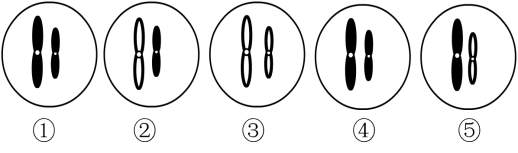 ① ② ③ ④ ⑤